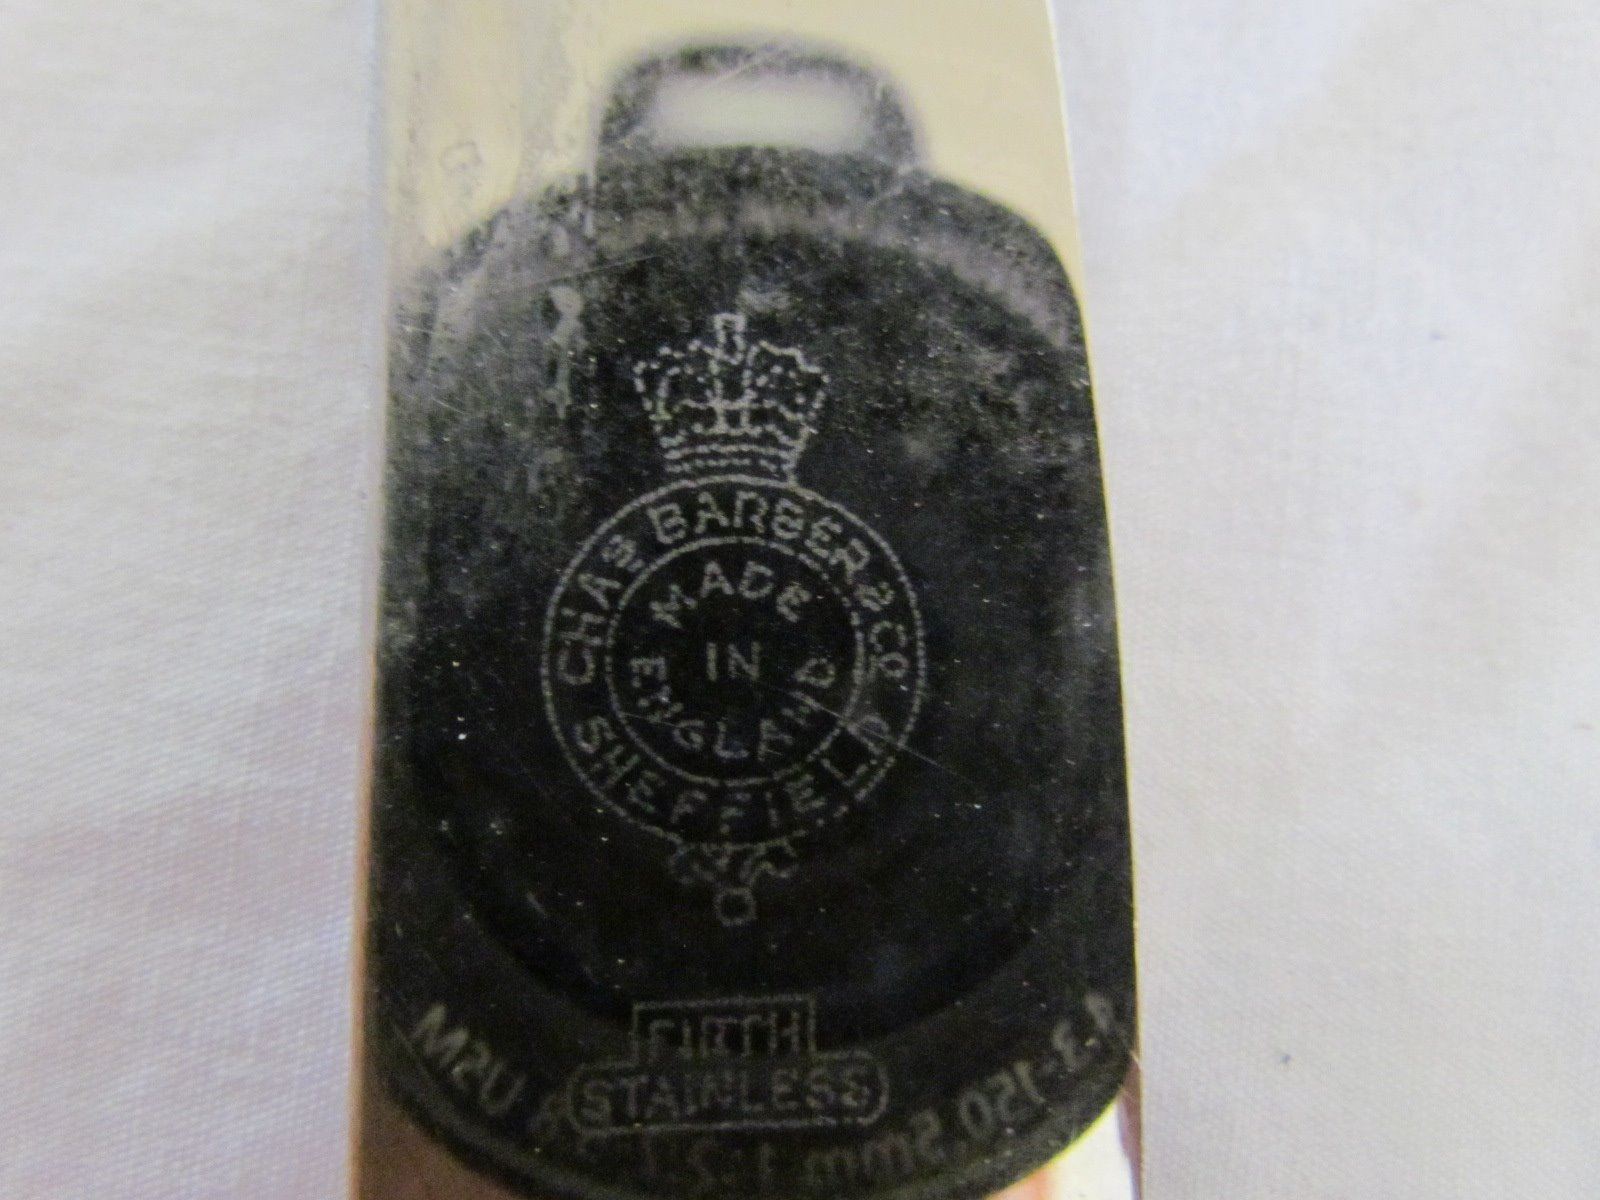 CHAS BARBER & CO
SHEFFIELD
MADE
IN
ENGLAND
FIRTH
STAINLESS